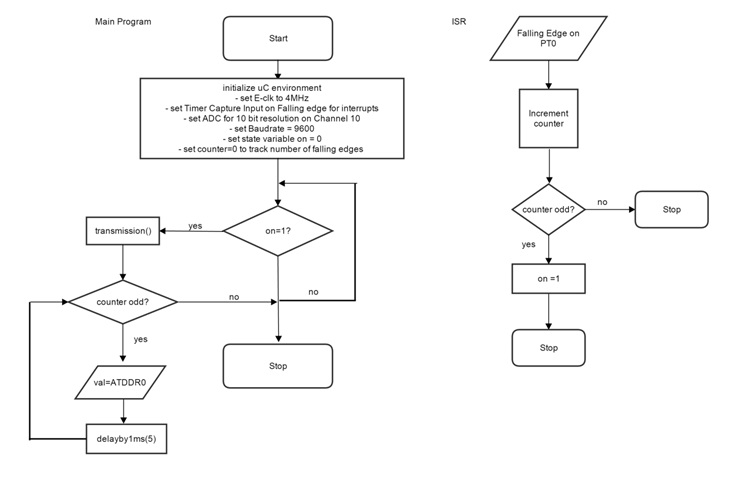 Main Program
Start
initialize uC environment
- set E-clk to 4MHz
- set Timer Capture Input on Falling edge for interrupts
- set ADC for 10 bit resolution on Channel 10
- set Baudrate = 9600
- set state variable on = 0
- set counter=0 to track number of falling edges
on=1?
yes
no
transmission()
counter odd?
no
yes
val=ATDDR0
delayby1ms(5)
Stop
ISR
Falling Edge on
PT0
Increment
counter
counter odd?
no
Stop
yes
on =1
Stop